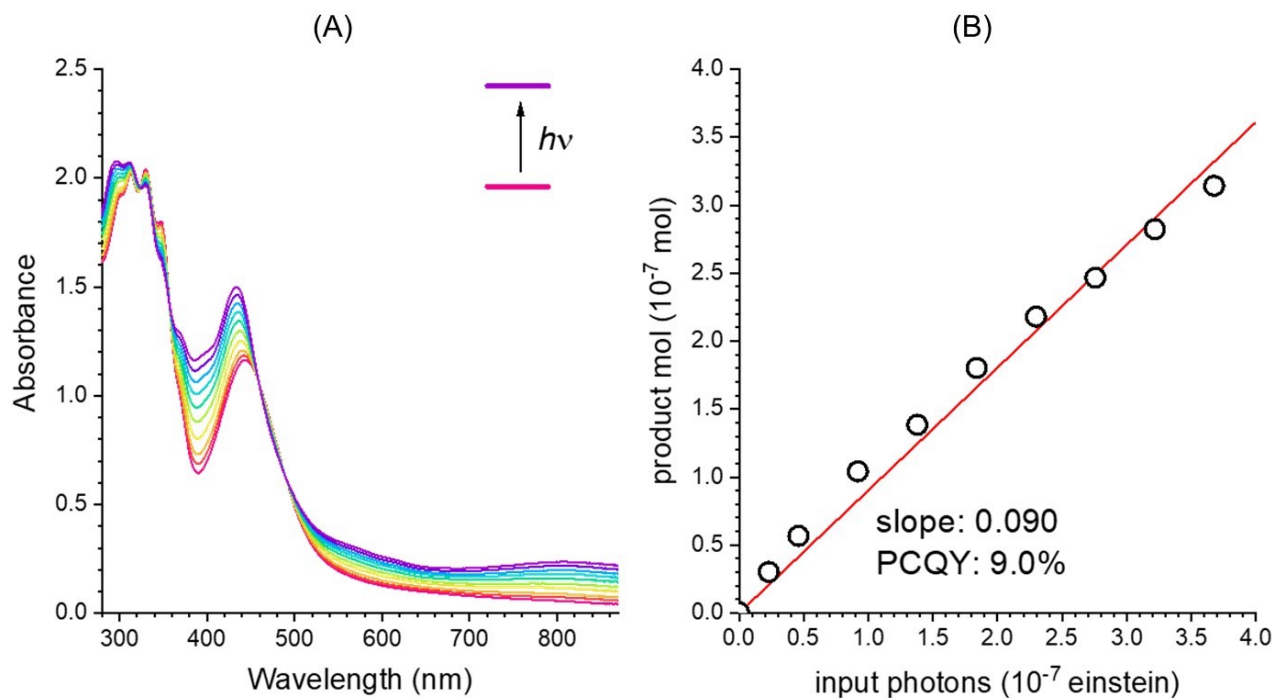 (A)
2.5
2.0
1.5
1.0
0.5
0.0
Absorbance
300 400 500 600 700 800
Wavelength (nm)
hν
(B)
4.0
3.5
3.0
2.5
2.0
1.5
1.0
0.5
0.0
product mol (10⁻⁷ mol)
slope: 0.090
PCQY: 9.0%
0.0 0.5 1.0 1.5 2.0 2.5 3.0 3.5 4.0
input photons (10⁻⁷ einstein)